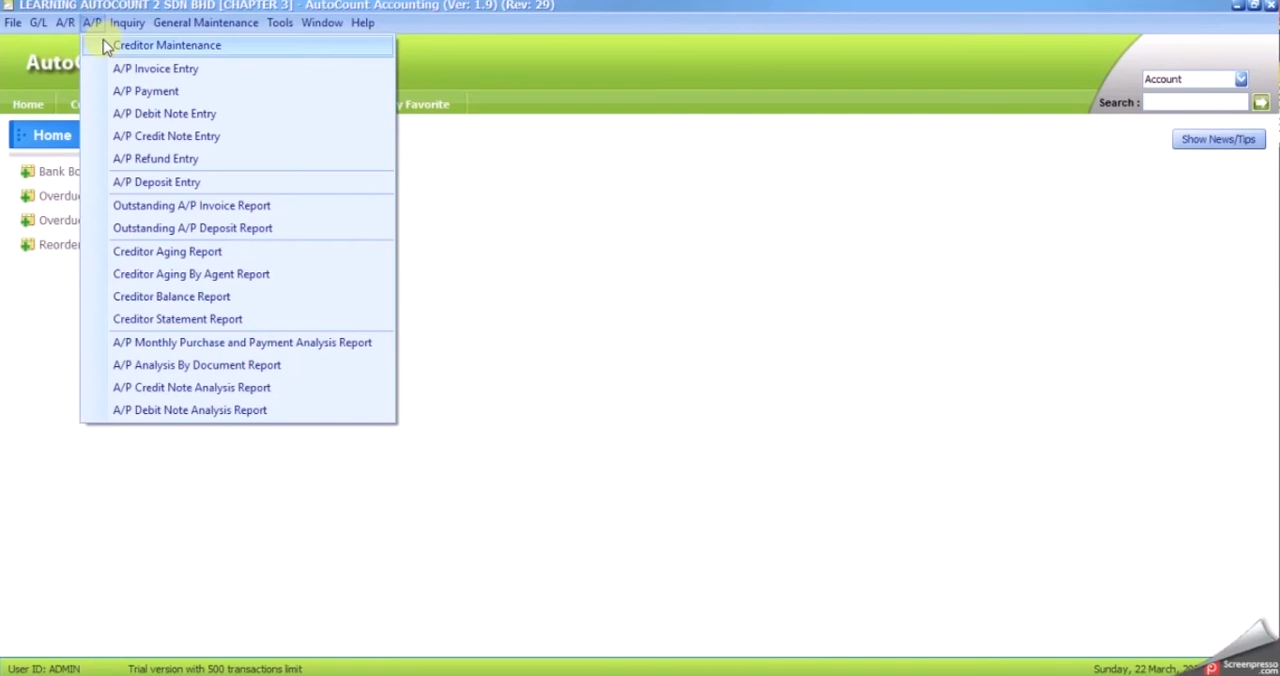 LEARNING AUTOCOUNT 2 SDN BHD [CHAPTER 3] - AutoCount Accounting (Ver: 1.9) (Rev: 29)
File G/L A/R A/P Inquiry General Maintenance Tools Window Help
Creditor Maintenance
A/P Invoice Entry
A/P Payment
A/P Debit Note Entry
A/P Credit Note Entry
A/P Refund Entry
A/P Deposit Entry
Outstanding A/P Invoice Report
Outstanding A/P Deposit Report
Creditor Aging Report
Creditor Aging By Agent Report
Creditor Balance Report
Creditor Statement Report
A/P Monthly Purchase and Payment Analysis Report
A/P Analysis By Document Report
A/P Credit Note Analysis Report
A/P Debit Note Analysis Report
Account
Search :
Home
Favorite
Home
Show News/Tips
Bank
User ID: ADMIN
Trial version with 500 transactions limit
Sunday, 22 March,
Screenpresso
.com